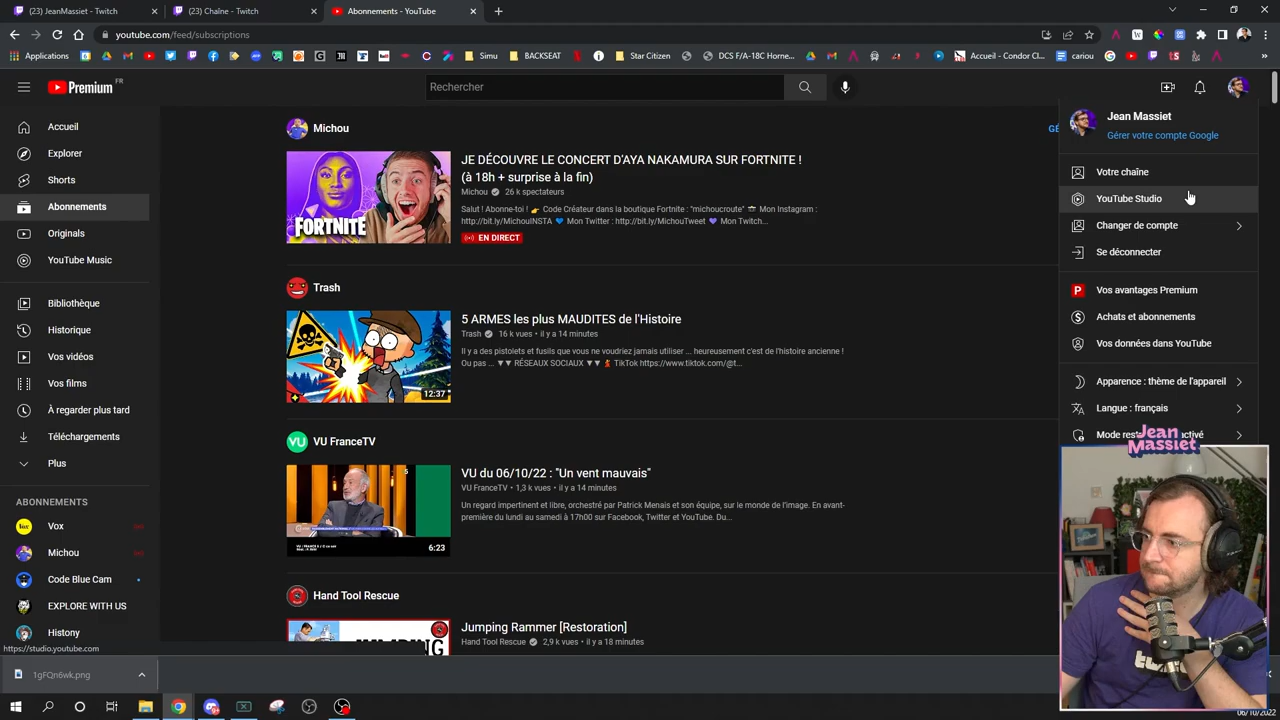 (23) JeanMassiet - Twitch
(23) Chaîne - Twitch
Abonnements - YouTube
youtube.com/feed/subscriptions
Applications
Simu
BACKSEAT
Star Citizen
DCS F/A-18C Horne...
Accueil - Condor Cl...
cariou
Premium FR
Rechercher
Accueil
Explorer
Shorts
Abonnements
Originals
YouTube Music
Bibliothèque
Historique
Vos vidéos
Vos films
À regarder plus tard
Téléchargements
Plus
ABONNEMENTS
Vox
Michou
Code Blue Cam
EXPLORE WITH US
Histony
https://studio.youtube.com
Michou
GÉ
FORTNITE
JE DÉCOUVRE LE CONCERT D'AYA NAKAMURA SUR FORTNITE !
(à 18h + surprise à la fin)
Michou 26 k spectateurs
Salut ! Abonne-toi ! 👉 Code Créateur dans la boutique Fortnite : "michoucroute" Mon Instagram :
http://bit.ly/MichouINSTA 💙 Mon Twitter : http://bit.ly/MichouTweet 💜 Mon Twitch...
EN DIRECT
Trash
12:37
5 ARMES les plus MAUDITES de l'Histoire
Trash 16 k vues • il y a 14 minutes
Il y a des pistolets et fusils que vous ne voudriez jamais utiliser ... heureusement c'est de l'histoire ancienne !
Ou pas ... ▼▼ RÉSEAUX SOCIAUX ▼▼ TikTok https://www.tiktok.com/@t...
VU FranceTV
VU
6:23
VU du 06/10/22 : "Un vent mauvais"
VU FranceTV • 1,3 k vues • il y a 14 minutes
Un regard impertinent et libre, orchestré par Patrick Menais et son équipe, sur le monde de l'image. En avant-
première du lundi au samedi à 17h00 sur Facebook, Twitter et YouTube. Du...
Hand Tool Rescue
Jumping Rammer [Restoration]
Hand Tool Rescue 2,9 k vues • il y a 18 minutes
Jean Massiet
Gérer votre compte Google
Votre chaîne
YouTube Studio
Changer de compte
Se déconnecter
Vos avantages Premium
Achats et abonnements
Vos données dans YouTube
Apparence : thème de l'appareil
Langue : français
Jean
Massiet
1gFQn6wk.png
06/10/2022